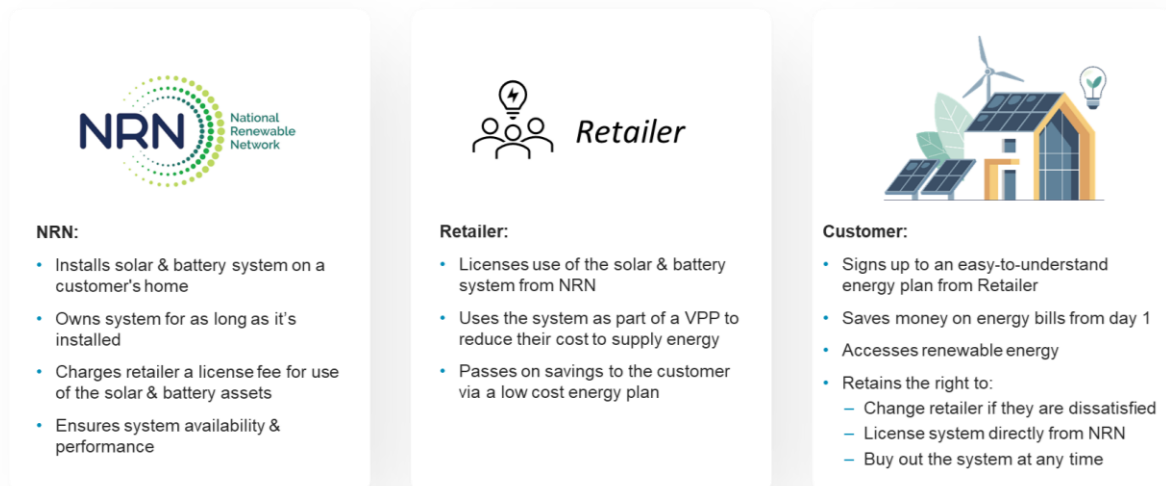 NRN
National
Renewable
Network
NRN:
• Installs solar & battery system on a
customer's home
• Owns system for as long as it's
installed
• Charges retailer a license fee for use
of the solar & battery assets
• Ensures system availability &
performance
Retailer
Retailer:
• Licenses use of the solar & battery
system from NRN
• Uses the system as part of a VPP to
reduce their cost to supply energy
• Passes on savings to the customer
via a low cost energy plan
Customer:
• Signs up to an easy-to-understand
energy plan from Retailer
• Saves money on energy bills from day 1
• Accesses renewable energy
• Retains the right to:
– Change retailer if they are dissatisfied
– License system directly from NRN
– Buy out the system at any time